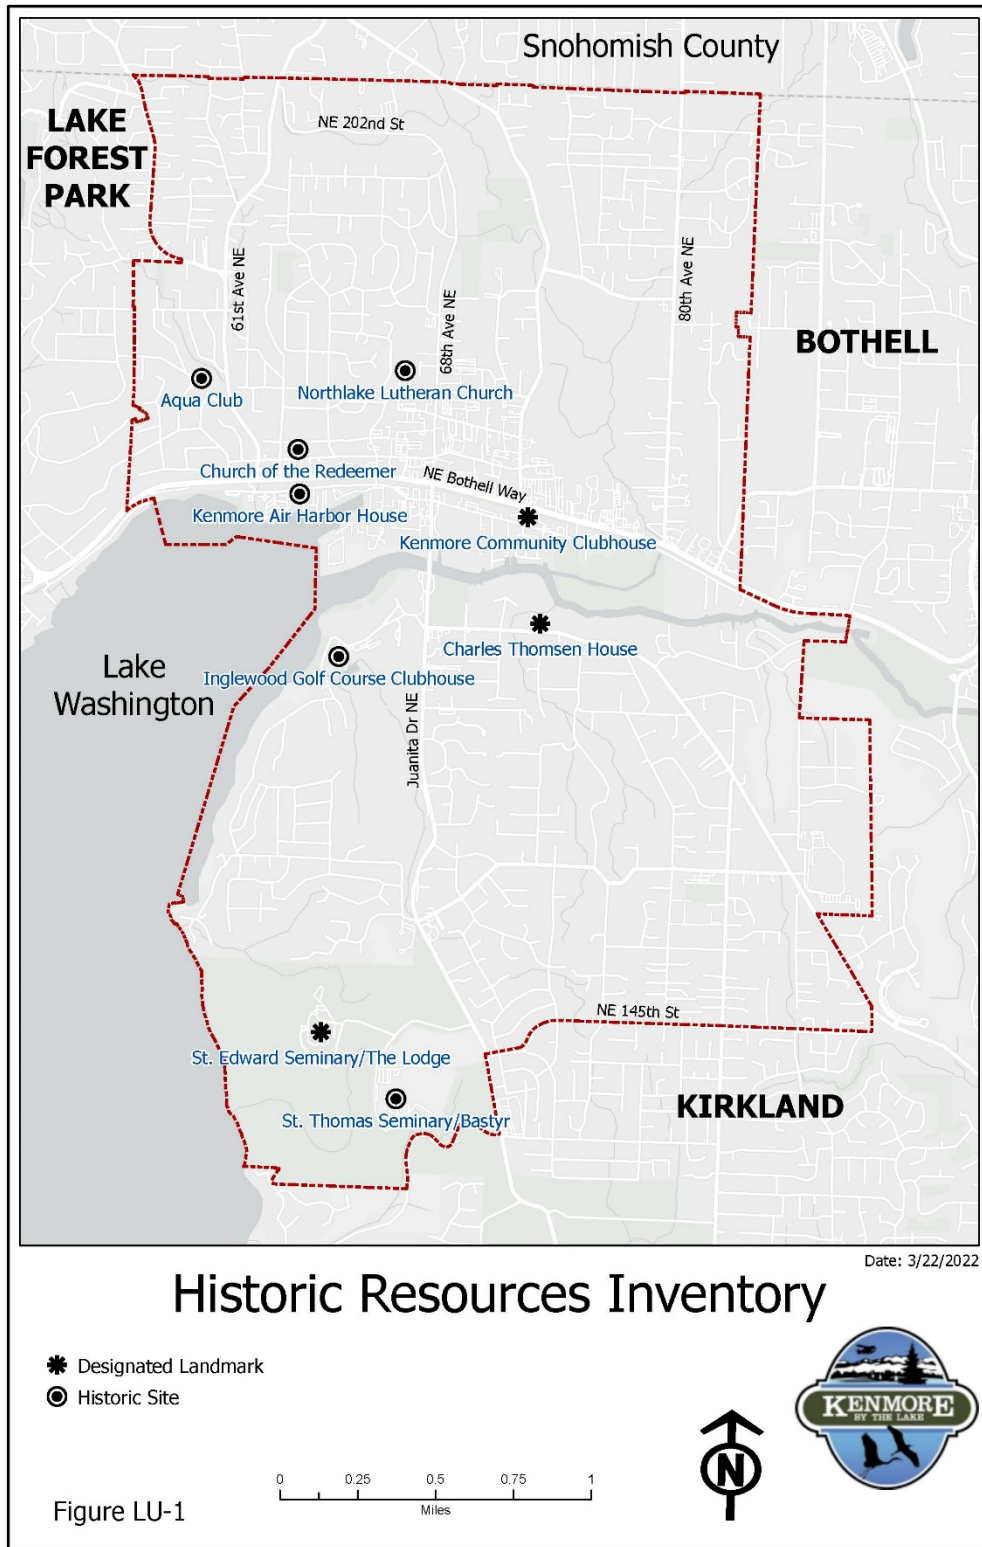 Snohomish County
LAKE
FOREST
PARK
NE 202nd St
61st Ave NE
68th Ave NE
80th Ave NE
BOTHELL
Aqua Club
Northlake Lutheran Church
Church of the Redeemer
NE Bothell Way
Kenmore Air Harbor House
Kenmore Community Clubhouse
Charles Thomsen House
Lake
Washington
Inglewood Golf Course Clubhouse
Juanita Dr NE
NE 145th St
St. Edward Seminary/The Lodge
KIRKLAND
St. Thomas Seminary/Bastyr
Date: 3/22/2022
Historic Resources Inventory
Designated Landmark
Historic Site
KENMORE
BY THE LAKE
N
0 0.25 0.5 0.75 1
Miles
Figure LU-1